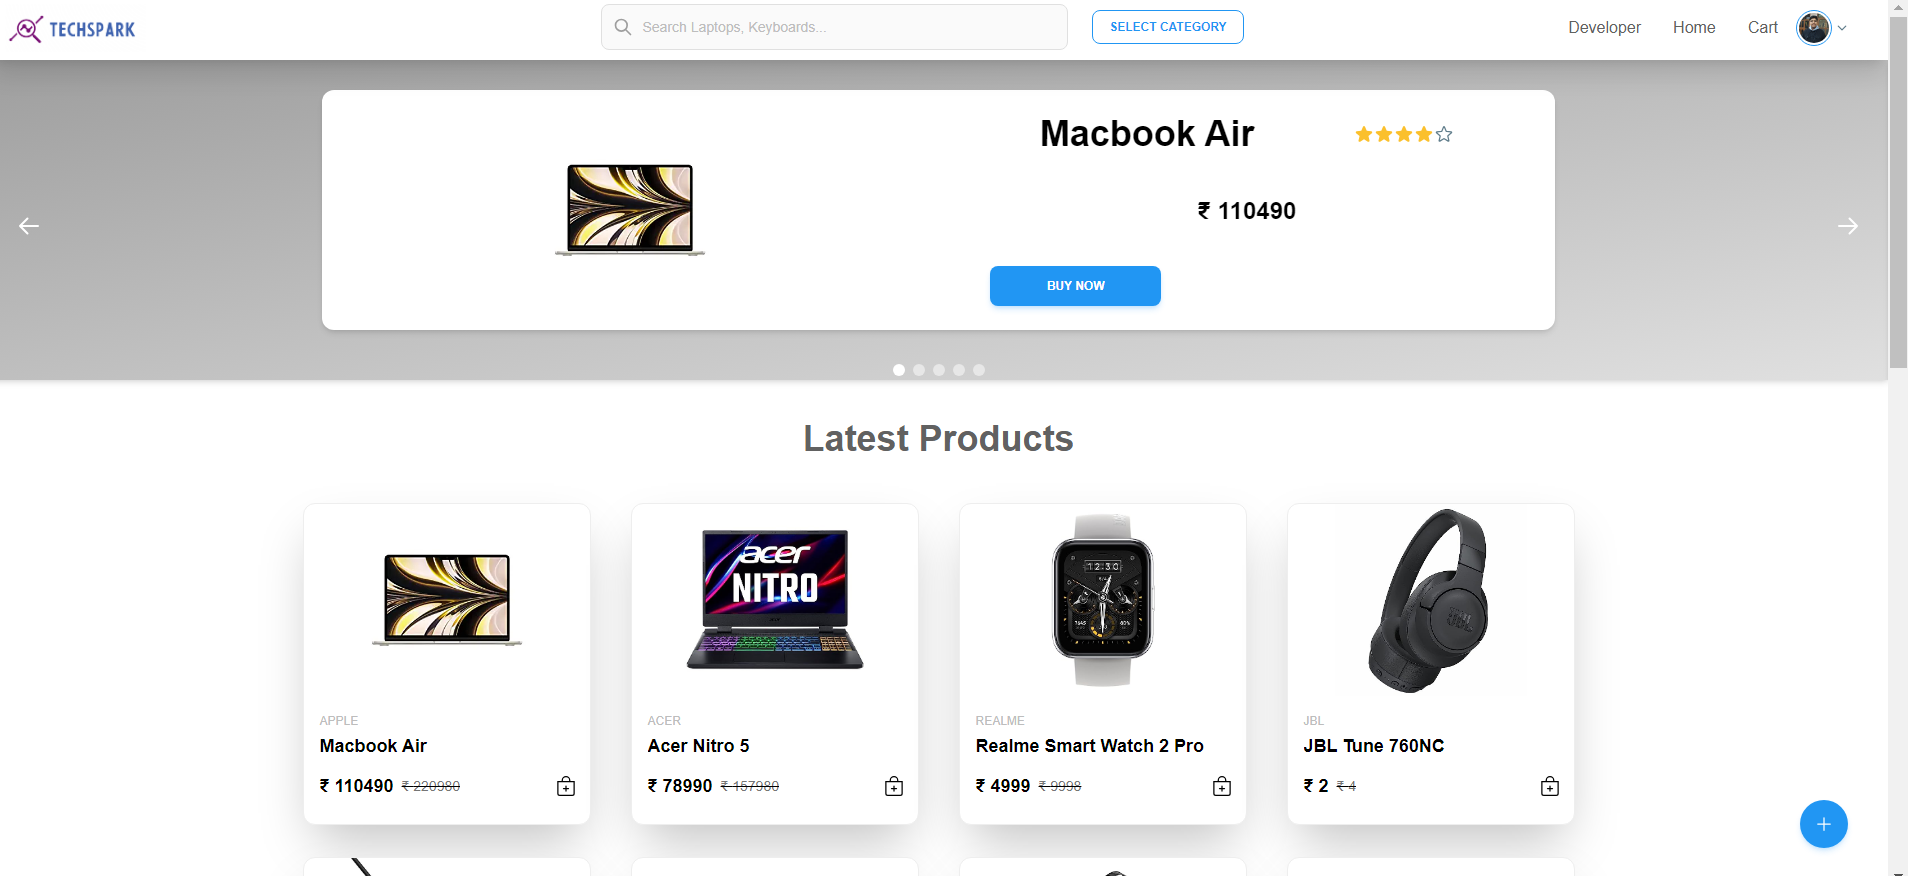 TECHSPARK
Search Laptops, Keyboards...
SELECT CATEGORY
Developer
Home
Cart
Macbook Air
₹ 110490
BUY NOW
Latest Products
acer
NITRO
12:30
JBL
APPLE
Macbook Air
₹ 110490 ₹ 220980
ACER
Acer Nitro 5
₹ 78990 ₹ 157980
REALME
Realme Smart Watch 2 Pro
₹ 4999 ₹ 9998
JBL
JBL Tune 760NC
₹ 2 ₹ 4